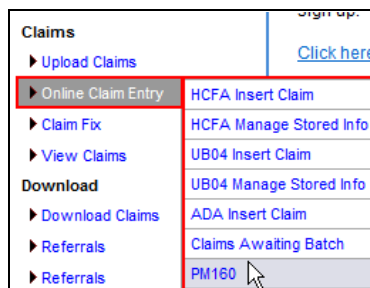 sign up.
Claims
Click here
Upload Claims
Online Claim Entry
HCFA Insert Claim
Claim Fix
HCFA Manage Stored Info
View Claims
UB04 Insert Claim
Download
UB04 Manage Stored Info
Download Claims
ADA Insert Claim
Referrals
Claims Awaiting Batch
Referrals
PM160